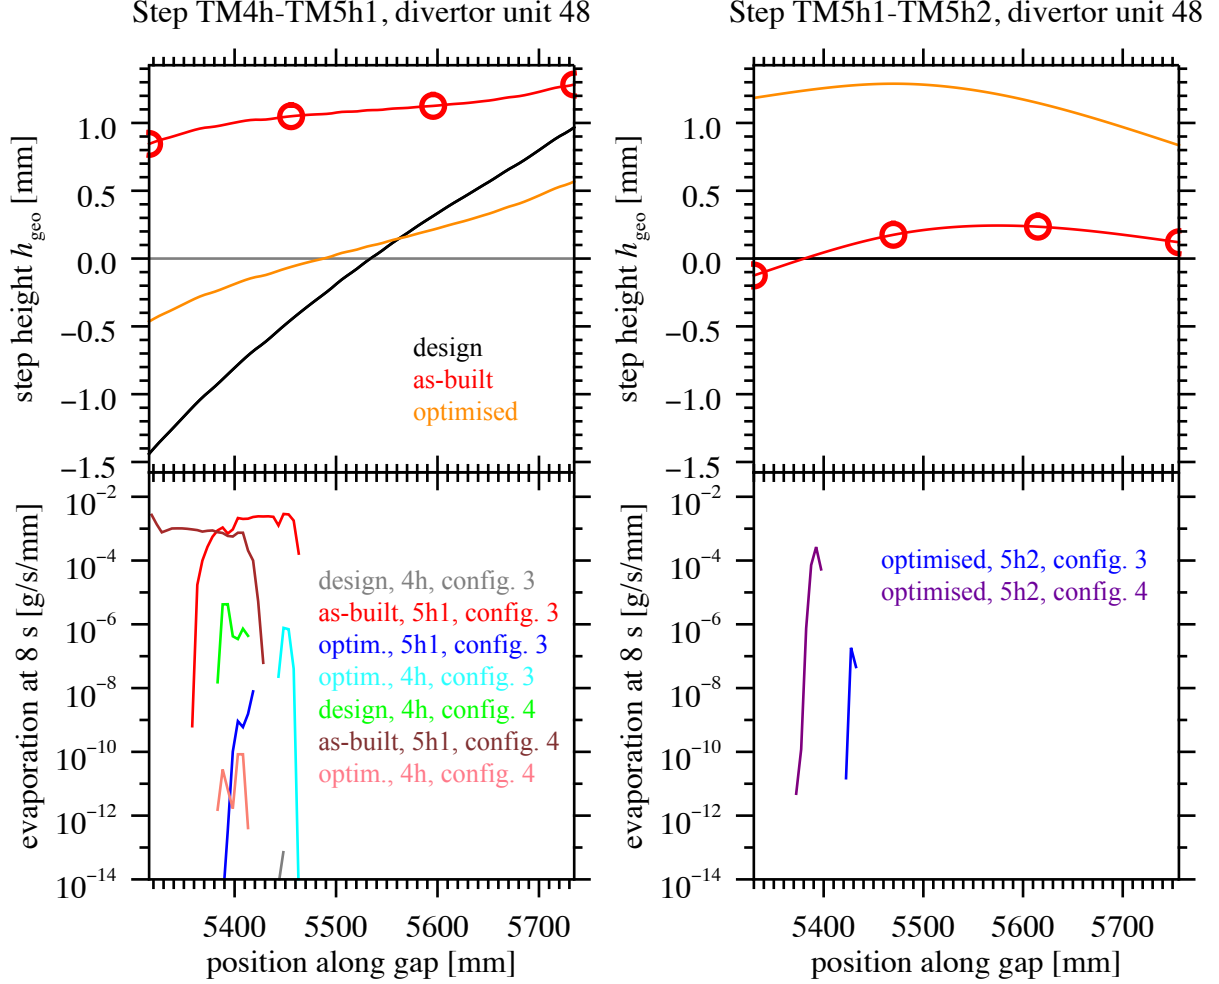 Step TM4h-TM5h1, divertor unit 48
step height h_geo [mm]
1.0
0.5
0.0
−0.5
−1.0
−1.5
design
as-built
optimised
evaporation at 8 s [g/s/mm]
10⁻²
10⁻⁴
10⁻⁶
10⁻⁸
10⁻¹⁰
10⁻¹²
10⁻¹⁴
design, 4h, config. 3
as-built, 5h1, config. 3
optim., 5h1, config. 3
optim., 4h, config. 3
design, 4h, config. 4
as-built, 5h1, config. 4
optim., 4h, config. 4
5400 5500 5600 5700
position along gap [mm]
Step TM5h1-TM5h2, divertor unit 48
step height h_geo [mm]
1.0
0.5
0.0
−0.5
−1.0
−1.5
evaporation at 8 s [g/s/mm]
10⁻²
10⁻⁴
10⁻⁶
10⁻⁸
10⁻¹⁰
10⁻¹²
10⁻¹⁴
optimised, 5h2, config. 3
optimised, 5h2, config. 4
5400 5500 5600 5700
position along gap [mm]